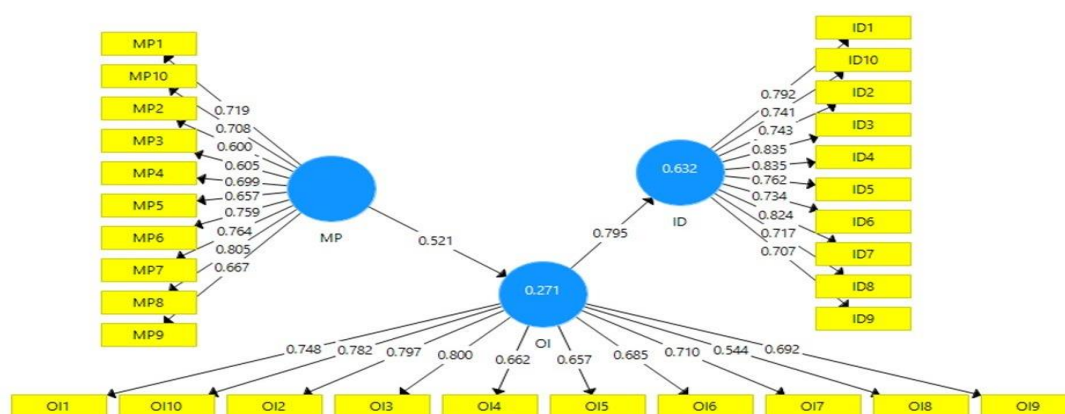 MP1
MP10
MP2
MP3
MP4
MP5
MP6
MP7
MP8
MP9
0.719
0.708
0.600
0.605
0.699
0.657
0.759
0.764
0.805
0.667
MP
0.521
0.271
OI
0.795
0.632
ID
0.792
0.741
0.743
0.835
0.835
0.762
0.734
0.824
0.717
0.707
ID1
ID10
ID2
ID3
ID4
ID5
ID6
ID7
ID8
ID9
0.748
0.782
0.797
0.800
0.662
0.657
0.685
0.710
0.544
0.692
OI1
OI10
OI2
OI3
OI4
OI5
OI6
OI7
OI8
OI9